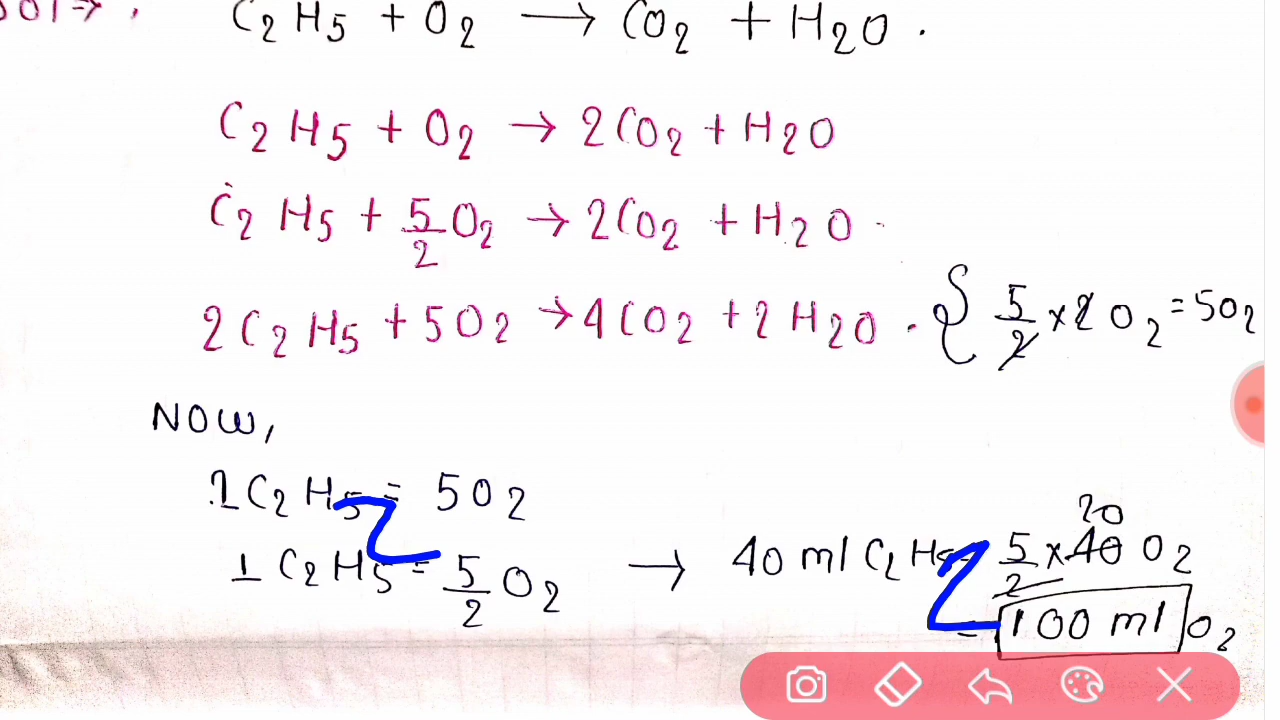 Sol ⇒ . C2H5 + O2 → CO2 + H2O .
C2H5 + O2 → 2CO2 + H2O
C2H5 + 5/2 O2 → 2CO2 + H2O
2C2H5 + 5O2 → 4CO2 + 2H2O . { 5/2 × 2 O2 = 5O2
NOW,
2C2H5 = 5O2
1C2H5 = 5/2 O2 → 40 ml C2H5 = 5/2 × 40 O2
20
= 100 ml O2